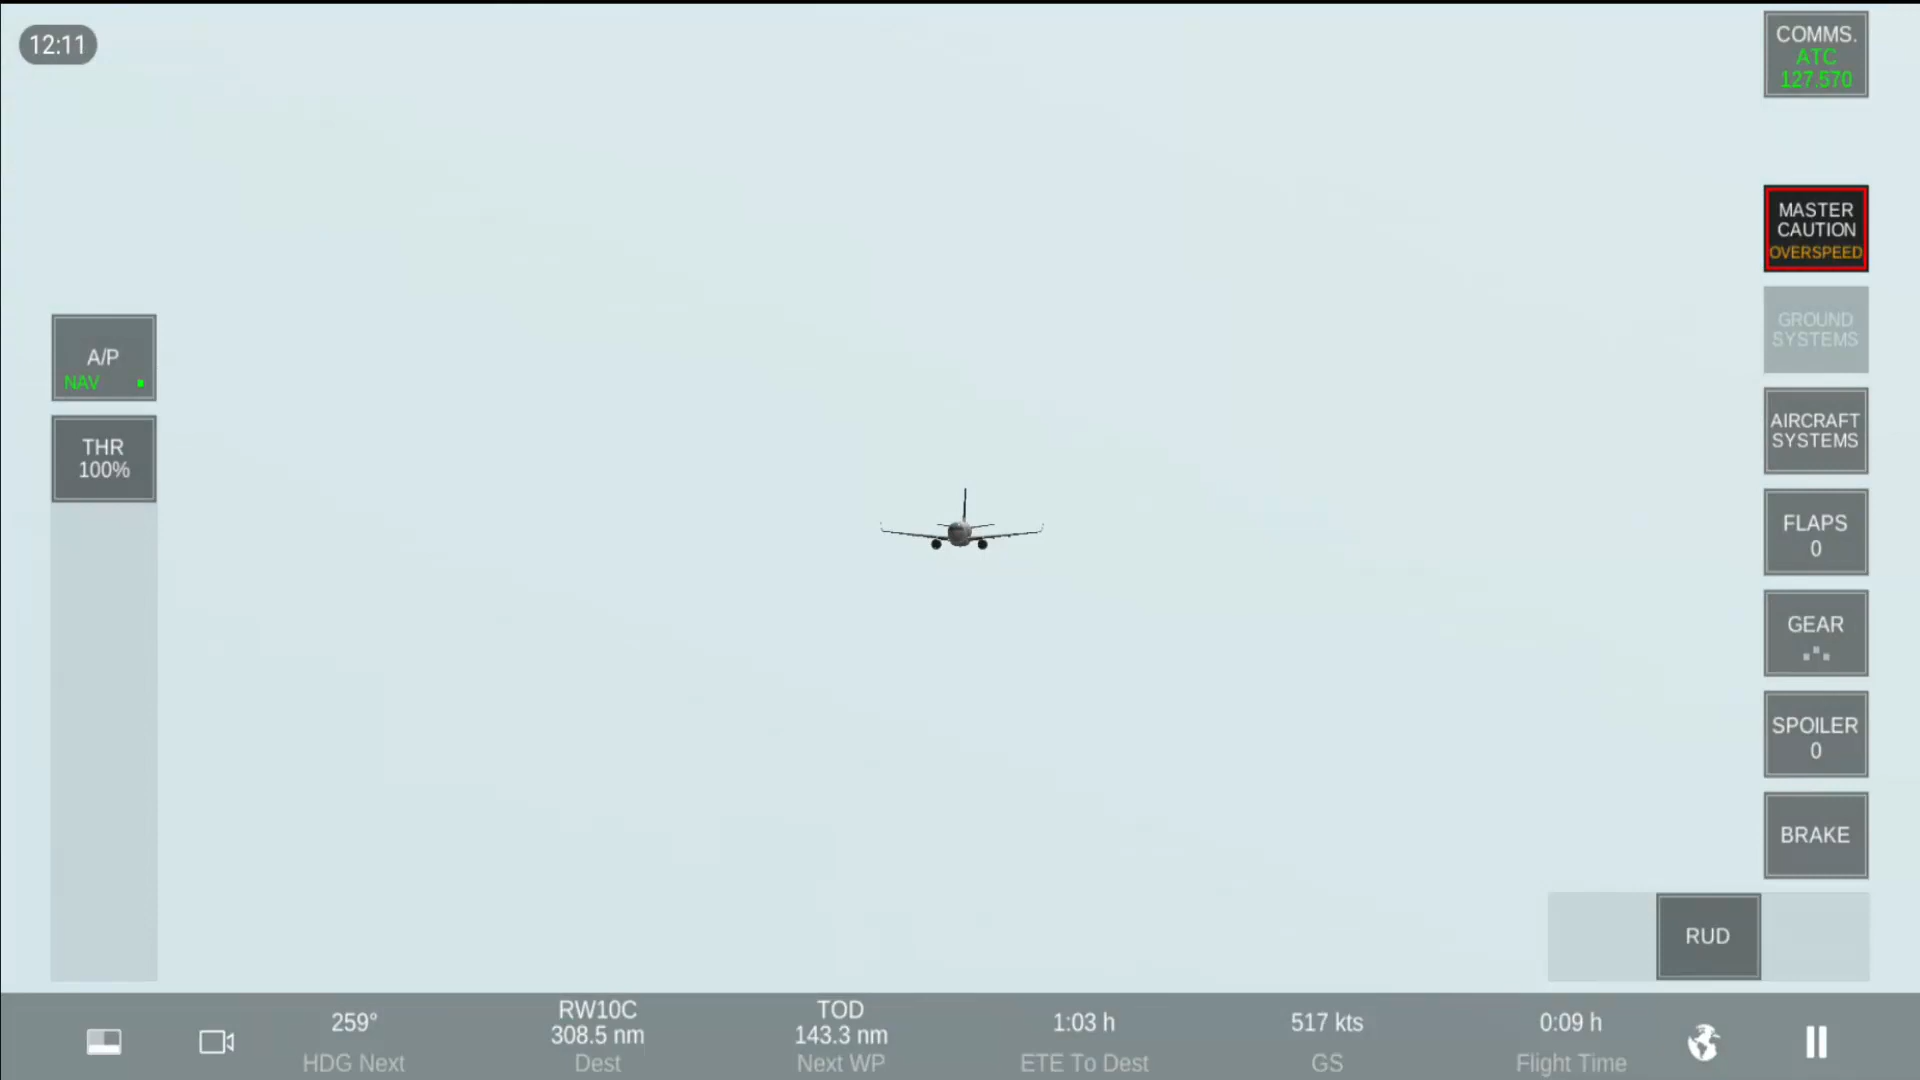 12:11
COMMS.
ATC
127.570
MASTER
CAUTION
OVERSPEED
GROUND
SYSTEMS
A/P
NAV
AIRCRAFT
SYSTEMS
THR
100%
FLAPS
0
GEAR
SPOILER
0
BRAKE
RUD
259°
HDG Next
RW10C
308.5 nm
Dest
TOD
143.3 nm
Next WP
1:03 h
ETE To Dest
517 kts
GS
0:09 h
Flight Time